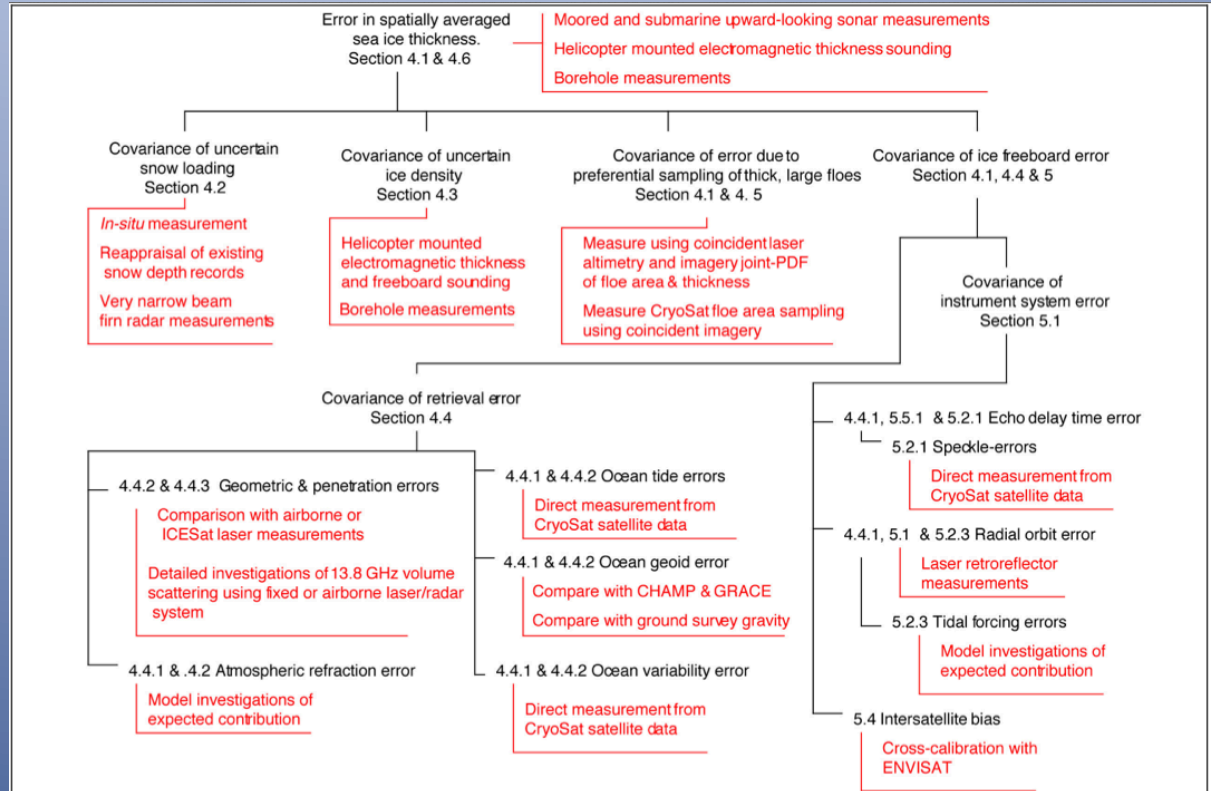 Error in spatially averaged
sea ice thickness.
Section 4.1 & 4.6
Moored and submarine upward-looking sonar measurements
Helicopter mounted electromagnetic thickness sounding
Borehole measurements
Covariance of uncertain
snow loading
Section 4.2
In-situ measurement
Reappraisal of existing
snow depth records
Very narrow beam
firn radar measurements
Covariance of uncertain
ice density
Section 4.3
Helicopter mounted
electromagnetic thickness
and freeboard sounding
Borehole measurements
Covariance of error due to
preferential sampling of thick, large floes
Section 4.1 & 4. 5
Measure using coincident laser
altimetry and imagery joint-PDF
of floe area & thickness
Measure CryoSat floe area sampling
using coincident imagery
Covariance of ice freeboard error
Section 4.1, 4.4 & 5
Covariance of
instrument system error
Section 5.1
Covariance of retrieval error
Section 4.4
4.4.2 & 4.4.3 Geometric & penetration errors
Comparison with airborne or
ICESat laser measurements
Detailed investigations of 13.8 GHz volume
scattering using fixed or airborne laser/radar
system
4.4.1 & .4.2 Atmospheric refraction error
Model investigations of
expected contribution
4.4.1 & 4.4.2 Ocean tide errors
Direct measurement from
CryoSat satellite data
4.4.1 & 4.4.2 Ocean geoid error
Compare with CHAMP & GRACE
Compare with ground survey gravity
4.4.1 & 4.4.2 Ocean variability error
Direct measurement from
CryoSat satellite data
4.4.1, 5.5.1 & 5.2.1 Echo delay time error
5.2.1 Speckle-errors
Direct measurement from
CryoSat satellite data
4.4.1, 5.1 & 5.2.3 Radial orbit error
Laser retroreflector
measurements
5.2.3 Tidal forcing errors
Model investigations of
expected contribution
5.4 Intersatellite bias
Cross-calibration with
ENVISAT